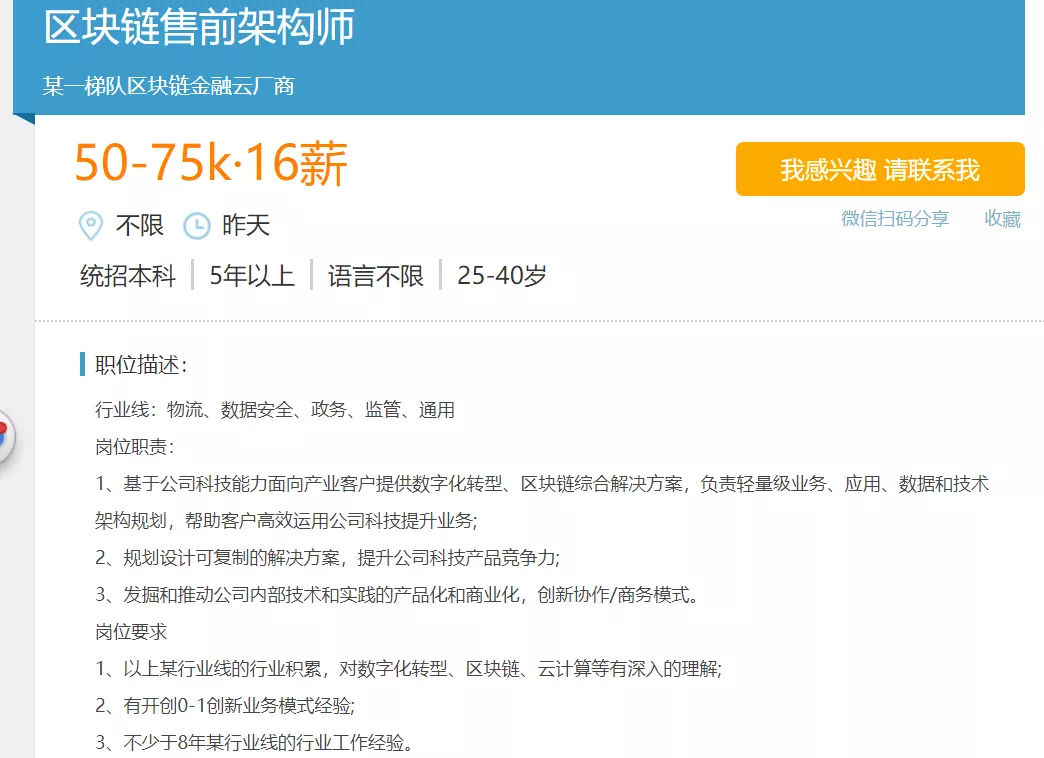 区块链售前架构师
某一梯队区块链金融云厂商
50-75k·16薪
我感兴趣 请联系我
不限 昨天
微信扫码分享 收藏
统招本科 5年以上 语言不限 25-40岁
职位描述：
行业线：物流、数据安全、政务、监管、通用
岗位职责：
1、基于公司科技能力面向产业客户提供数字化转型、区块链综合解决方案，负责轻量级业务、应用、数据和技术
架构规划，帮助客户高效运用公司科技提升业务;
2、规划设计可复制的解决方案，提升公司科技产品竞争力;
3、发掘和推动公司内部技术和实践的产品化和商业化，创新协作/商务模式。
岗位要求
1、以上某行业线的行业积累，对数字化转型、区块链、云计算等有深入的理解;
2、有开创0-1创新业务模式经验;
3、不少于8年某行业线的行业工作经验。